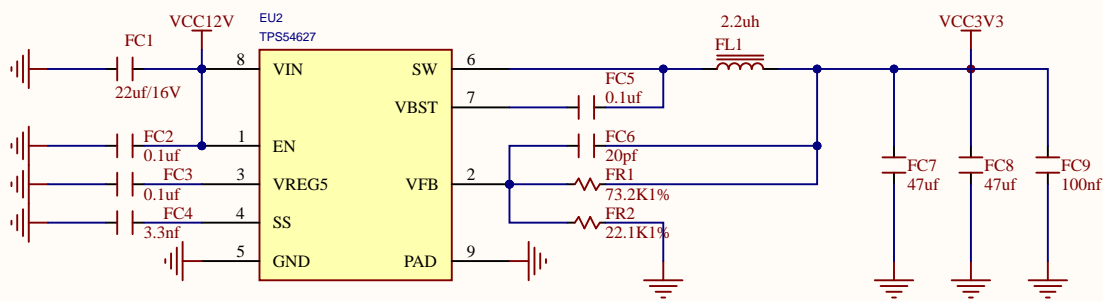 EU2
TPS54627
VCC12V
FC1
22uf/16V
8
VIN
SW
6
2.2uh
FL1
VCC3V3
7
VBST
FC5
0.1uf
FC2
0.1uf
1
EN
FC6
20pf
FC3
0.1uf
3
VREG5
VFB
2
FR1
73.2K1%
FC4
3.3nf
4
SS
FR2
22.1K1%
5
GND
PAD
9
FC7
47uf
FC8
47uf
FC9
100nf